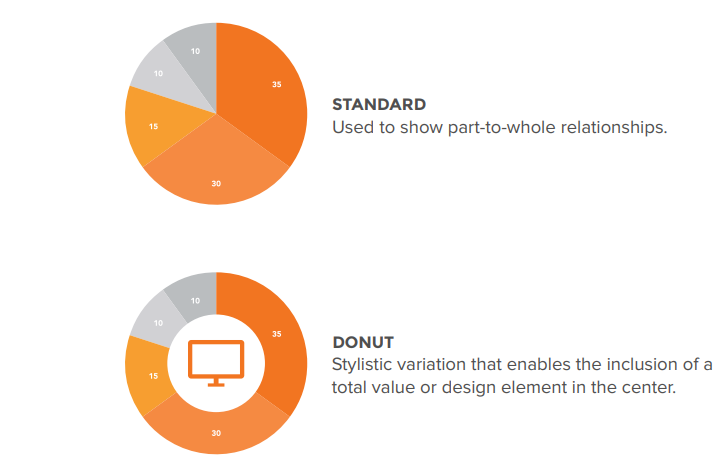 10
10
35
15
30
STANDARD
Used to show part-to-whole relationships.
10
10
35
15
30
DONUT
Stylistic variation that enables the inclusion of a
total value or design element in the center.